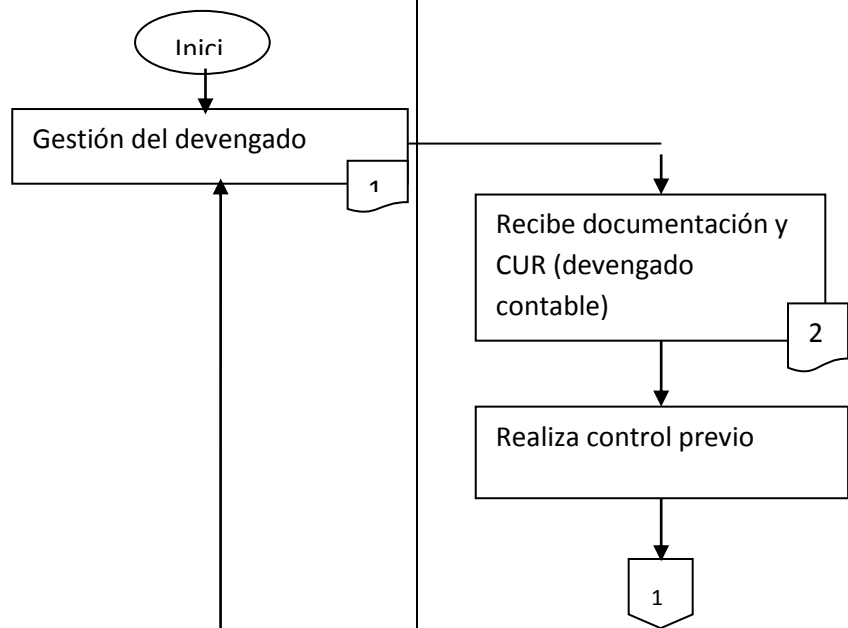 Inici
Gestión del devengado
1
Recibe documentación y
CUR (devengado
contable)
2
Realiza control previo
1